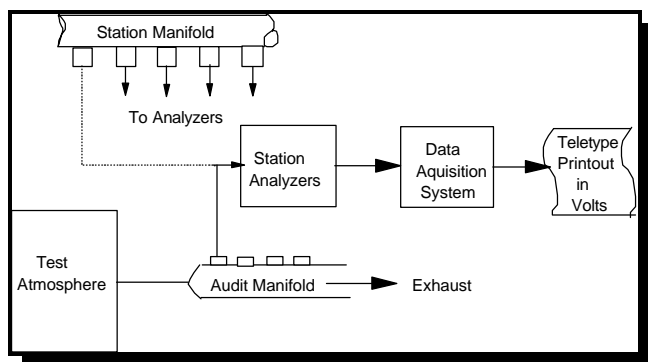 Station Manifold
To Analyzers
Station
Analyzers
Data
Aquisition
System
Teletype
Printout
in
Volts
Test
Atmosphere
Audit Manifold
Exhaust